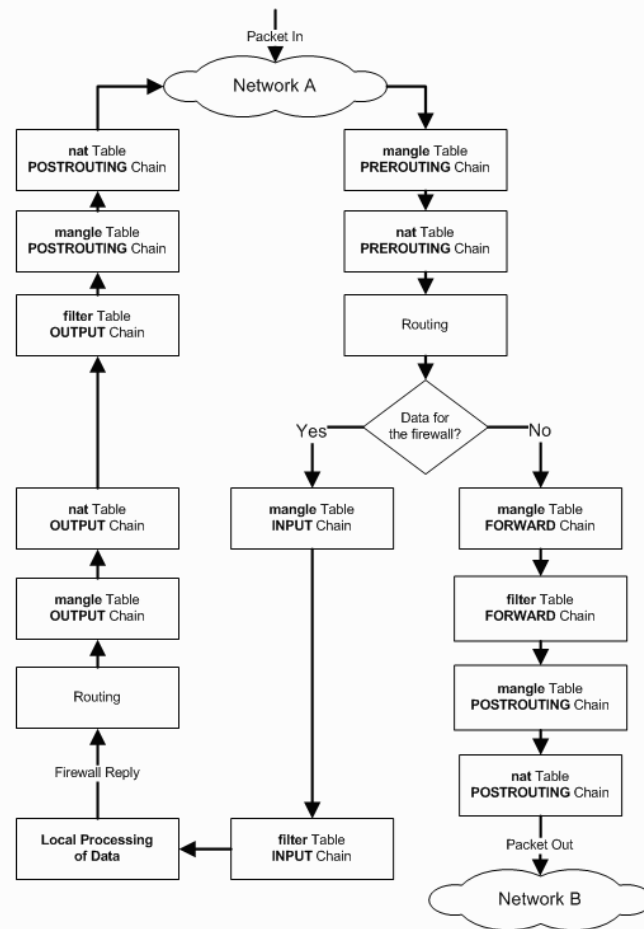 Packet In
Network A
nat Table
POSTROUTING Chain
mangle Table
POSTROUTING Chain
filter Table
OUTPUT Chain
nat Table
OUTPUT Chain
mangle Table
OUTPUT Chain
Routing
Firewall Reply
Local Processing
of Data
mangle Table
PREROUTING Chain
nat Table
PREROUTING Chain
Routing
Data for
the firewall?
Yes
No
mangle Table
INPUT Chain
filter Table
INPUT Chain
mangle Table
FORWARD Chain
filter Table
FORWARD Chain
mangle Table
POSTROUTING Chain
nat Table
POSTROUTING Chain
Packet Out
Network B